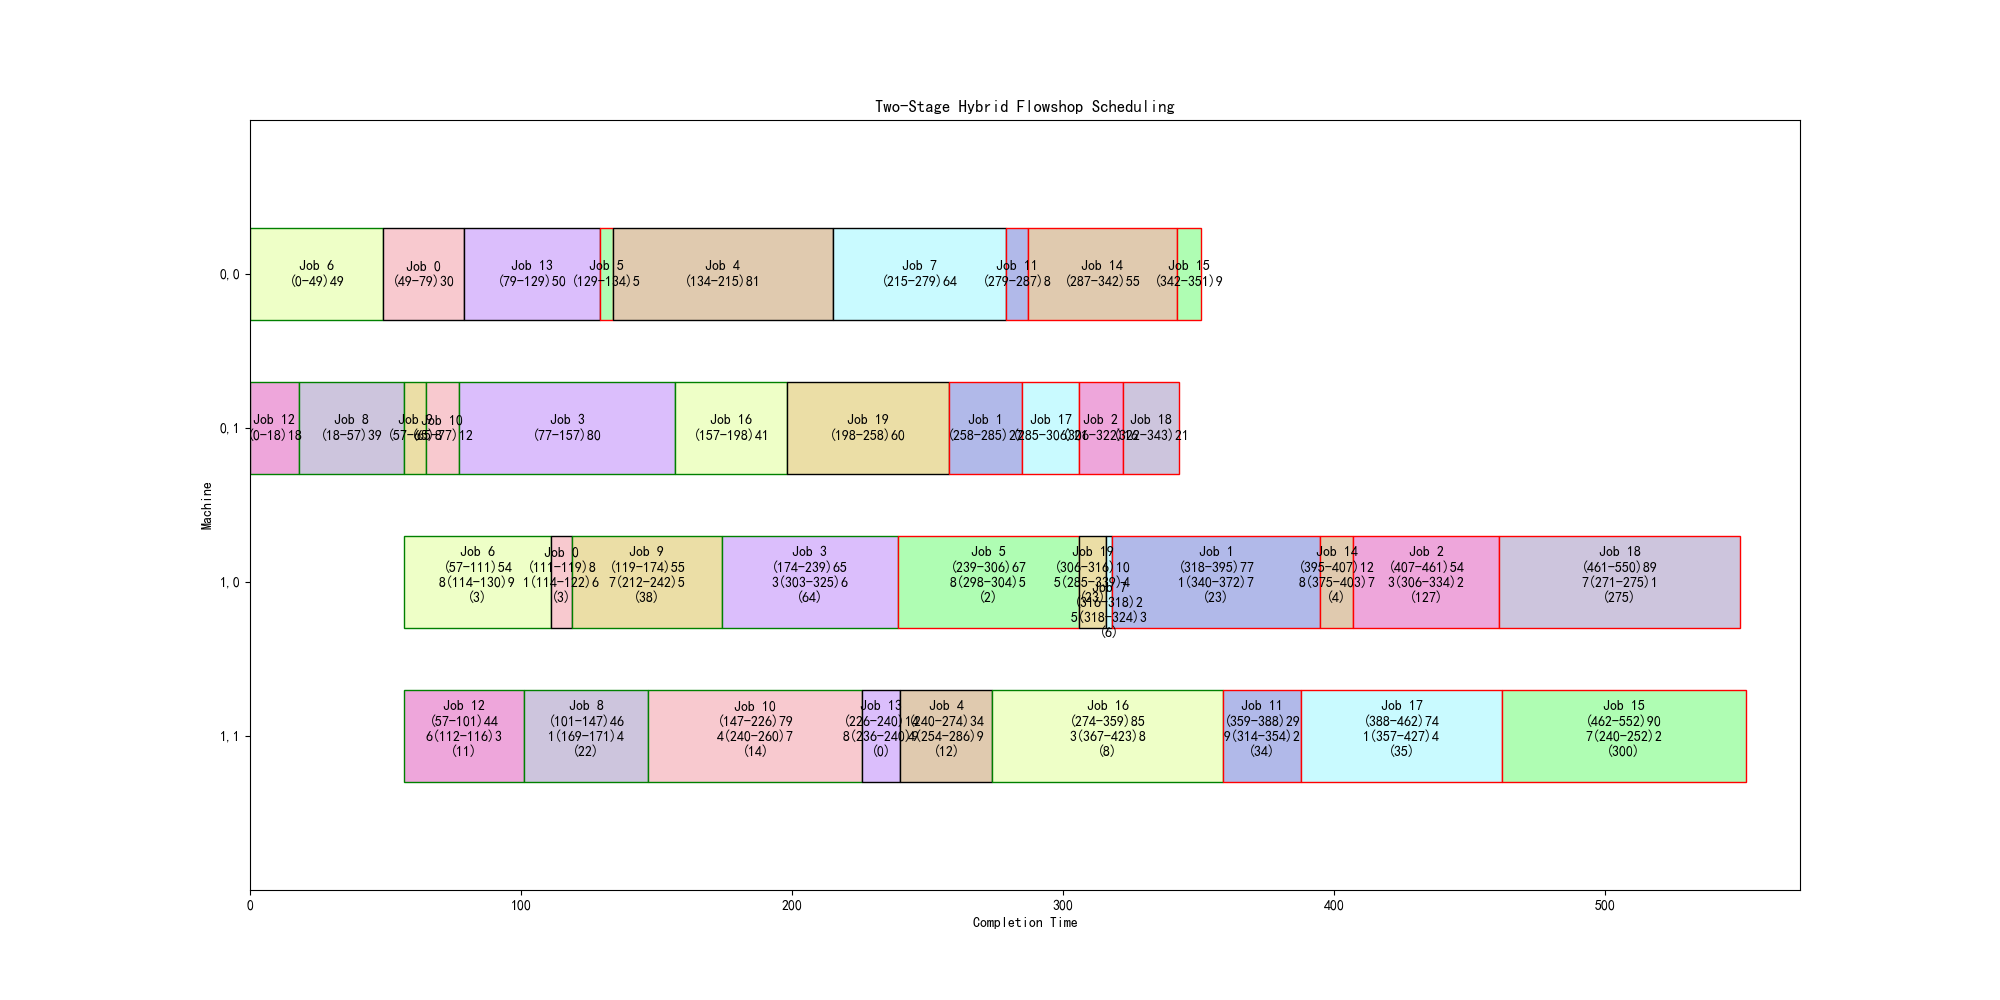 Two-Stage Hybrid Flowshop Scheduling
Machine
0,0
Job 6
(0-49)49
Job 0
(49-79)30
Job 13
(79-129)50
Job 5
(129-134)5
Job 4
(134-215)81
Job 7
(215-279)64
Job 11
(279-287)8
Job 14
(287-342)55
Job 15
(342-351)9
0,1
Job 12
(0-18)18
Job 8
(18-57)39
Job 9
(57-65)8
Job 10
(65-77)12
Job 3
(77-157)80
Job 16
(157-198)41
Job 19
(198-258)60
Job 1
(258-285)27
Job 17
(285-306)21
Job 2
(306-322)16
Job 18
(322-343)21
1,0
Job 6
(57-111)54
8(114-130)9
(3)
Job 0
(111-119)8
1(114-122)6
(3)
Job 9
(119-174)55
7(212-242)5
(38)
Job 3
(174-239)65
3(303-325)6
(64)
Job 5
(239-306)67
8(298-304)5
(2)
Job 19
(306-316)10
5(285-339)4
(23)
Job 7
(316-318)2
5(318-324)3
(6)
Job 1
(318-395)77
1(340-372)7
(23)
Job 14
(395-407)12
8(375-403)7
(4)
Job 2
(407-461)54
3(306-334)2
(127)
Job 18
(461-550)89
7(271-275)1
(275)
1,1
Job 12
(57-101)44
6(112-116)3
(11)
Job 8
(101-147)46
1(169-171)4
(22)
Job 10
(147-226)79
4(240-260)7
(14)
Job 13
(226-240)14
(0)
Job 4
(240-274)34
(254-286)9
(12)
Job 16
(274-359)85
3(367-423)8
(8)
Job 11
(359-388)29
9(314-354)2
(34)
Job 17
(388-462)74
1(357-427)4
(35)
Job 15
(462-552)90
7(240-252)2
(300)
0
100
200
300
400
500
Completion Time